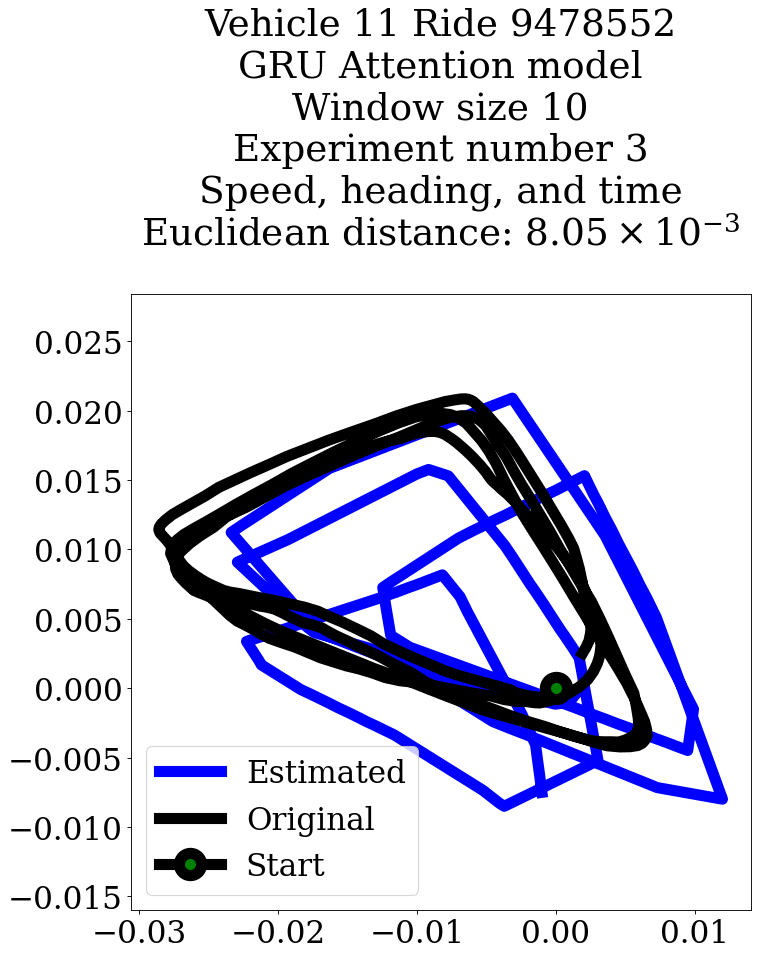 Vehicle 11 Ride 9478552
GRU Attention model
Window size 10
Experiment number 3
Speed, heading, and time
Euclidean distance: 8.05 × 10⁻³
0.025
0.020
0.015
0.010
0.005
0.000
−0.005
−0.010
−0.015
Estimated
Original
Start
−0.03 −0.02 −0.01 0.00 0.01